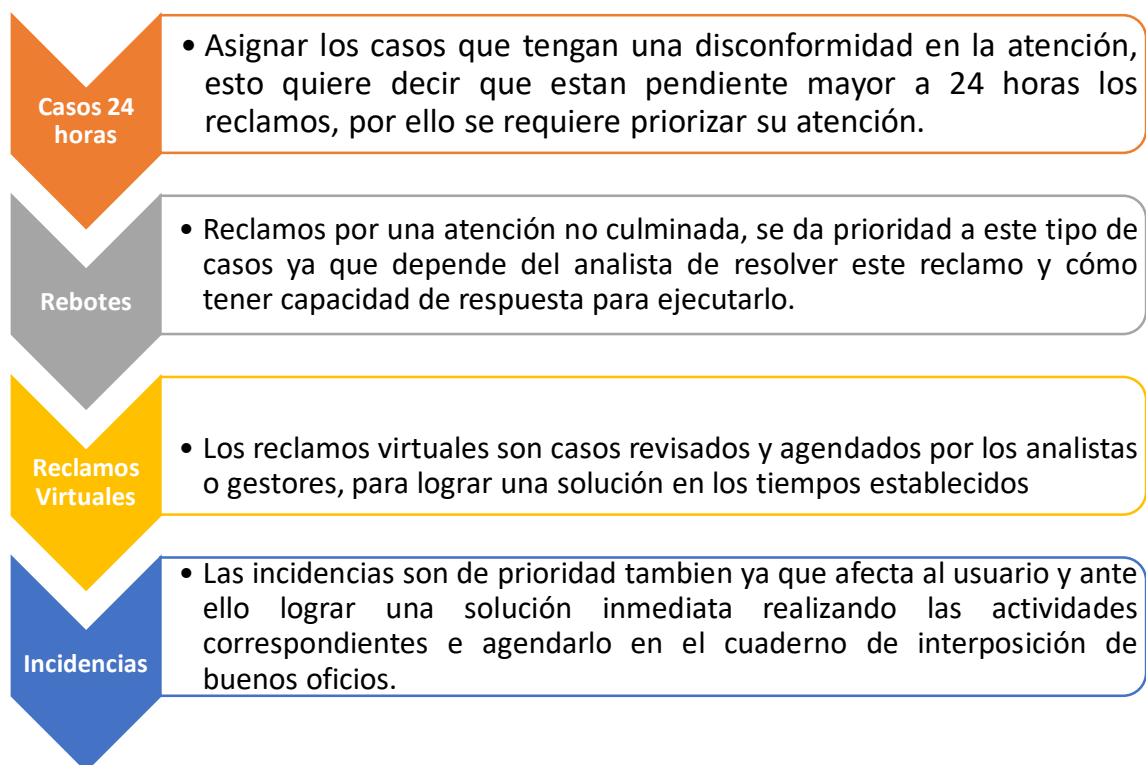 Casos 24
horas
• Asignar los casos que tengan una disconformidad en la atención,
esto quiere decir que estan pendiente mayor a 24 horas los
reclamos, por ello se requiere priorizar su atención.
Rebotes
• Reclamos por una atención no culminada, se da prioridad a este tipo de
casos ya que depende del analista de resolver este reclamo y cómo
tener capacidad de respuesta para ejecutarlo.
Reclamos
Virtuales
• Los reclamos virtuales son casos revisados y agendados por los analistas
o gestores, para lograr una solución en los tiempos establecidos
Incidencias
• Las incidencias son de prioridad tambien ya que afecta al usuario y ante
ello lograr una solución inmediata realizando las actividades
correspondientes e agendarlo en el cuaderno de interposición de
buenos oficios.